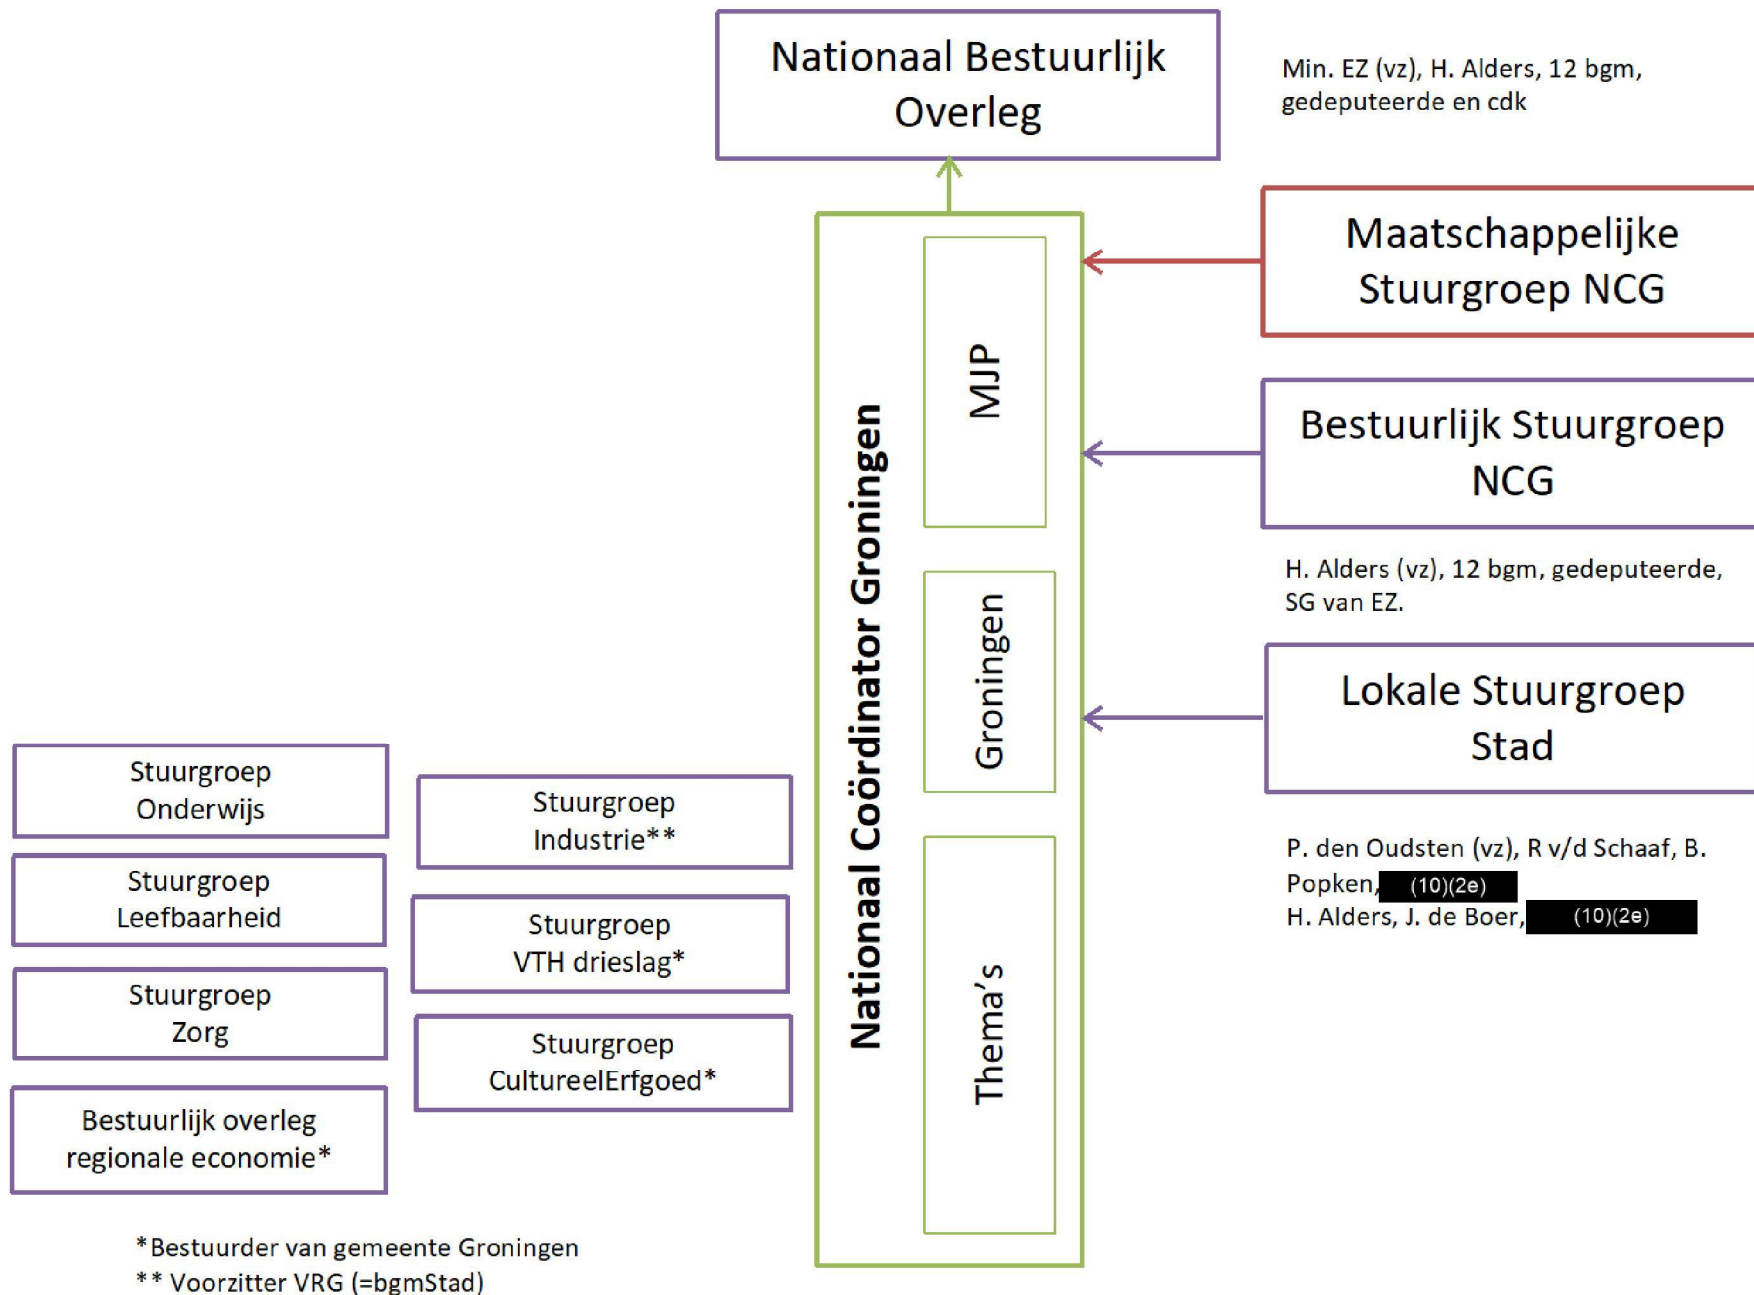 Nationaal Bestuurlijk
Overleg
Min. EZ (vz), H. Alders, 12 bgm,
gedeputeerde en cdk
Maatschappelijke
Stuurgroep NCG
Bestuurlijk Stuurgroep
NCG
H. Alders (vz), 12 bgm, gedeputeerde,
SG van EZ.
Lokale Stuurgroep
Stad
P. den Oudsten (vz), R v/d Schaaf, B.
Popken, (10)(2e)
H. Alders, J. de Boer, (10)(2e)
Nationaal Coördinator Groningen
MJP
Groningen
Thema's
Stuurgroep
Onderwijs
Stuurgroep
Leefbaarheid
Stuurgroep
Zorg
Bestuurlijk overleg
regionale economie*
Stuurgroep
Industrie**
Stuurgroep
VTH drieslag*
Stuurgroep
CultureelErfgoed*
*Bestuurder van gemeente Groningen
** Voorzitter VRG (=bgmStad)